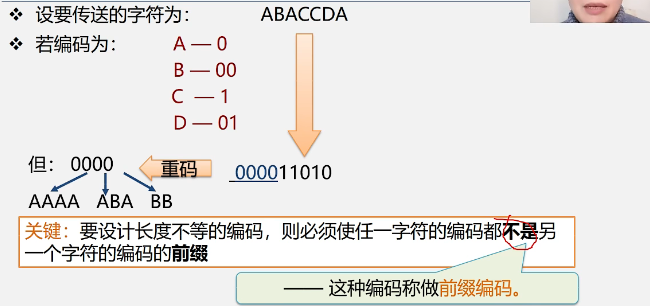 ❖ 设要传送的字符为: ABACCDA
❖ 若编码为: A — 0
B — 00
C — 1
D — 01
但: 0000 重码 000011010
AAAA ABA BB
关键: 要设计长度不等的编码，则必须使任一字符的编码都不是另
一个字符的编码的前缀
—— 这种编码称做前缀编码。